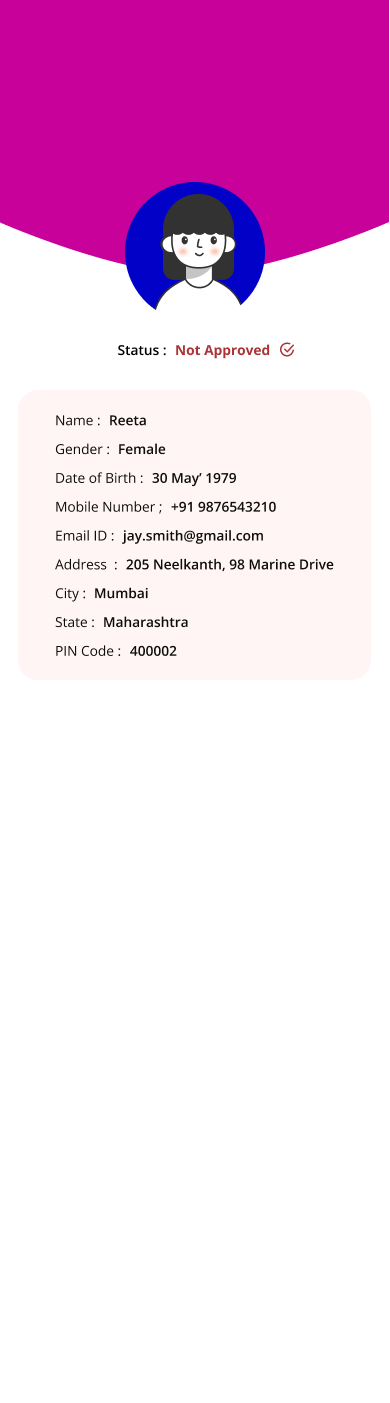 Status : Not Approved
Name : Reeta
Gender : Female
Date of Birth : 30 May’ 1979
Mobile Number ; +91 9876543210
Email ID : jay.smith@gmail.com
Address : 205 Neelkanth, 98 Marine Drive
City : Mumbai
State : Maharashtra
PIN Code : 400002